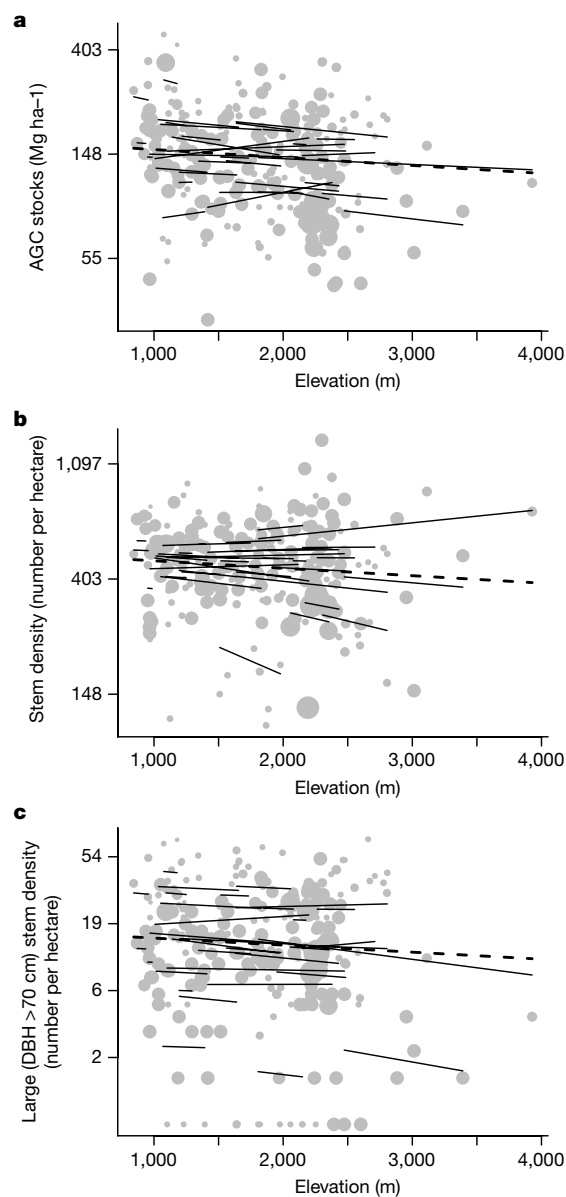 a
AGC stocks (Mg ha–1)
403
148
55
1,000 2,000 3,000 4,000
Elevation (m)
b
Stem density (number per hectare)
1,097
403
148
1,000 2,000 3,000 4,000
Elevation (m)
c
Large (DBH >70 cm) stem density
(number per hectare)
54
19
6
2
1,000 2,000 3,000 4,000
Elevation (m)